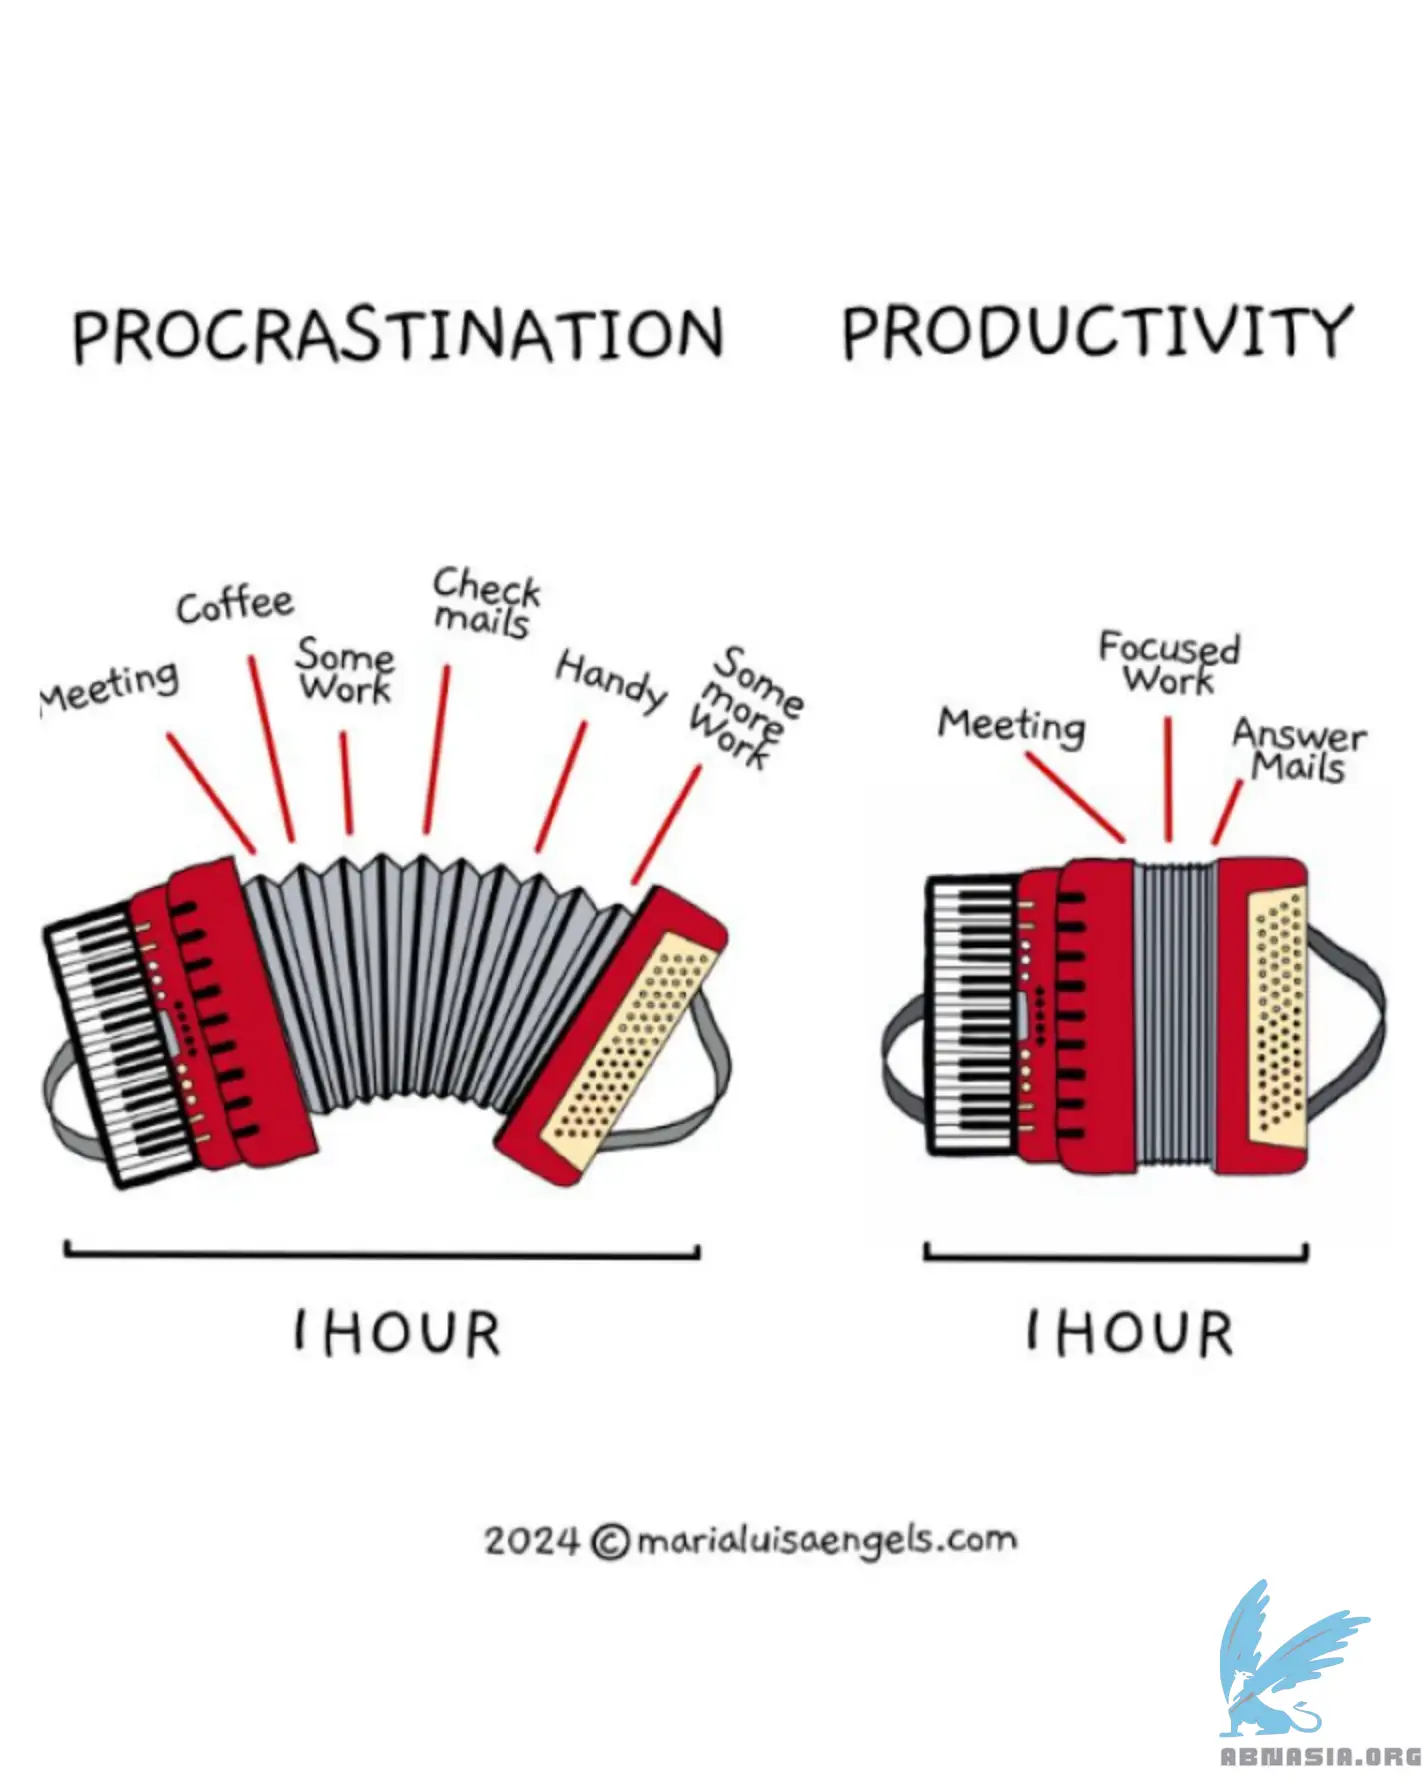 PROCRASTINATION
PRODUCTIVITY
Meeting
Coffee
Some
Work
Check
mails
Handy
Some
more
Work
Meeting
Focused
Work
Answer
Mails
1 HOUR
1 HOUR
2024 © marialuisaengels.com
ABNASIA.ORG